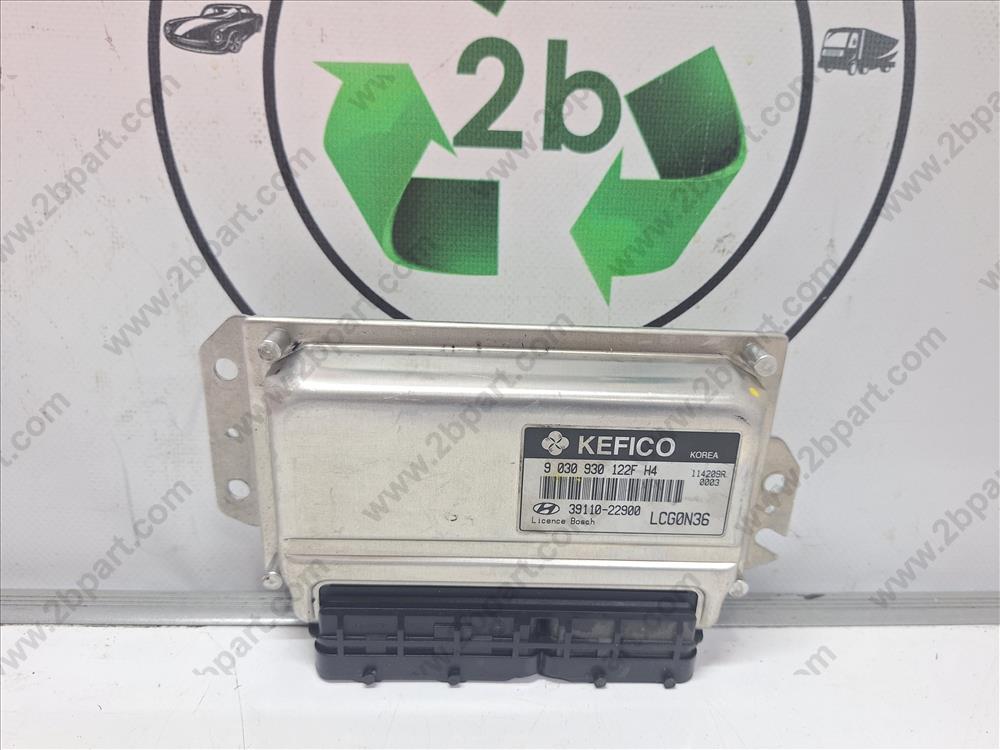 2b
KEFICO
KOREA
9 030 930 122F H4
114209R
0003
39110-22900
LCG0N36
Licence Bosch
www.2bpart.com